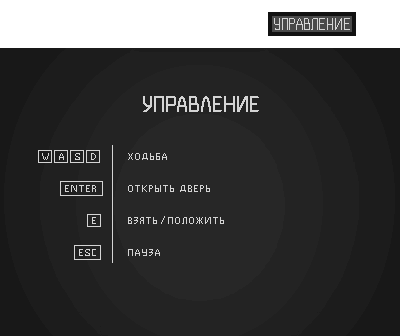 УПРАВЛЕНИЕ
УПРАВЛЕНИЕ
W A S D ХОДЬБА
ENTER ОТКРЫТЬ ДВЕРЬ
E ВЗЯТЬ / ПОЛОЖИТЬ
ESC ПАУЗА